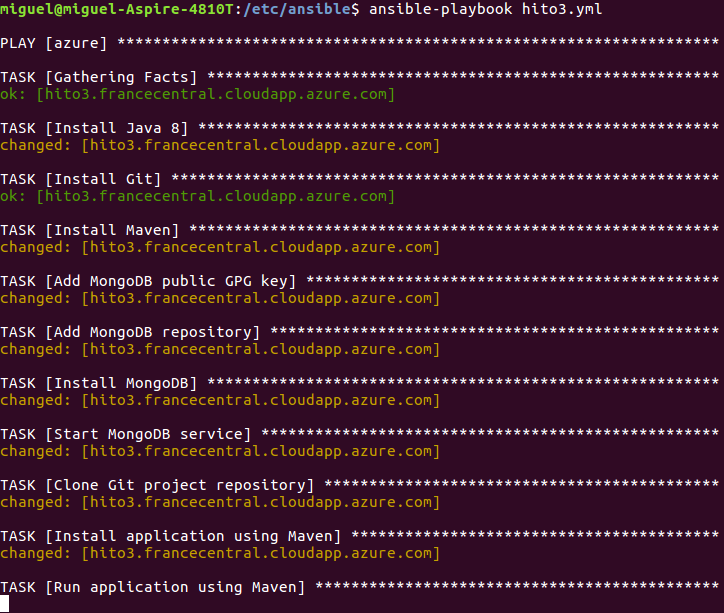 miguel@miguel-Aspire-4810T:/etc/ansible$ ansible-playbook hito3.yml
PLAY [azure] *******************************************************************
TASK [Gathering Facts] *********************************************************
ok: [hito3.francecentral.cloudapp.azure.com]
TASK [Install Java 8] **********************************************************
changed: [hito3.francecentral.cloudapp.azure.com]
TASK [Install Git] *************************************************************
ok: [hito3.francecentral.cloudapp.azure.com]
TASK [Install Maven] ***********************************************************
changed: [hito3.francecentral.cloudapp.azure.com]
TASK [Add MongoDB public GPG key] **********************************************
changed: [hito3.francecentral.cloudapp.azure.com]
TASK [Add MongoDB repository] **************************************************
changed: [hito3.francecentral.cloudapp.azure.com]
TASK [Install MongoDB] *********************************************************
changed: [hito3.francecentral.cloudapp.azure.com]
TASK [Start MongoDB service] ***************************************************
changed: [hito3.francecentral.cloudapp.azure.com]
TASK [Clone Git project repository] ********************************************
changed: [hito3.francecentral.cloudapp.azure.com]
TASK [Install application using Maven] *****************************************
changed: [hito3.francecentral.cloudapp.azure.com]
TASK [Run application using Maven] *********************************************